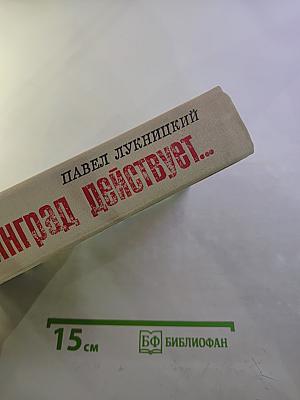 ПАВЕЛ ЛУКНИЦКИЙ
НГРАД ДЕЙСТВУЕТ...
15 см
БФ БИБЛИОФАН